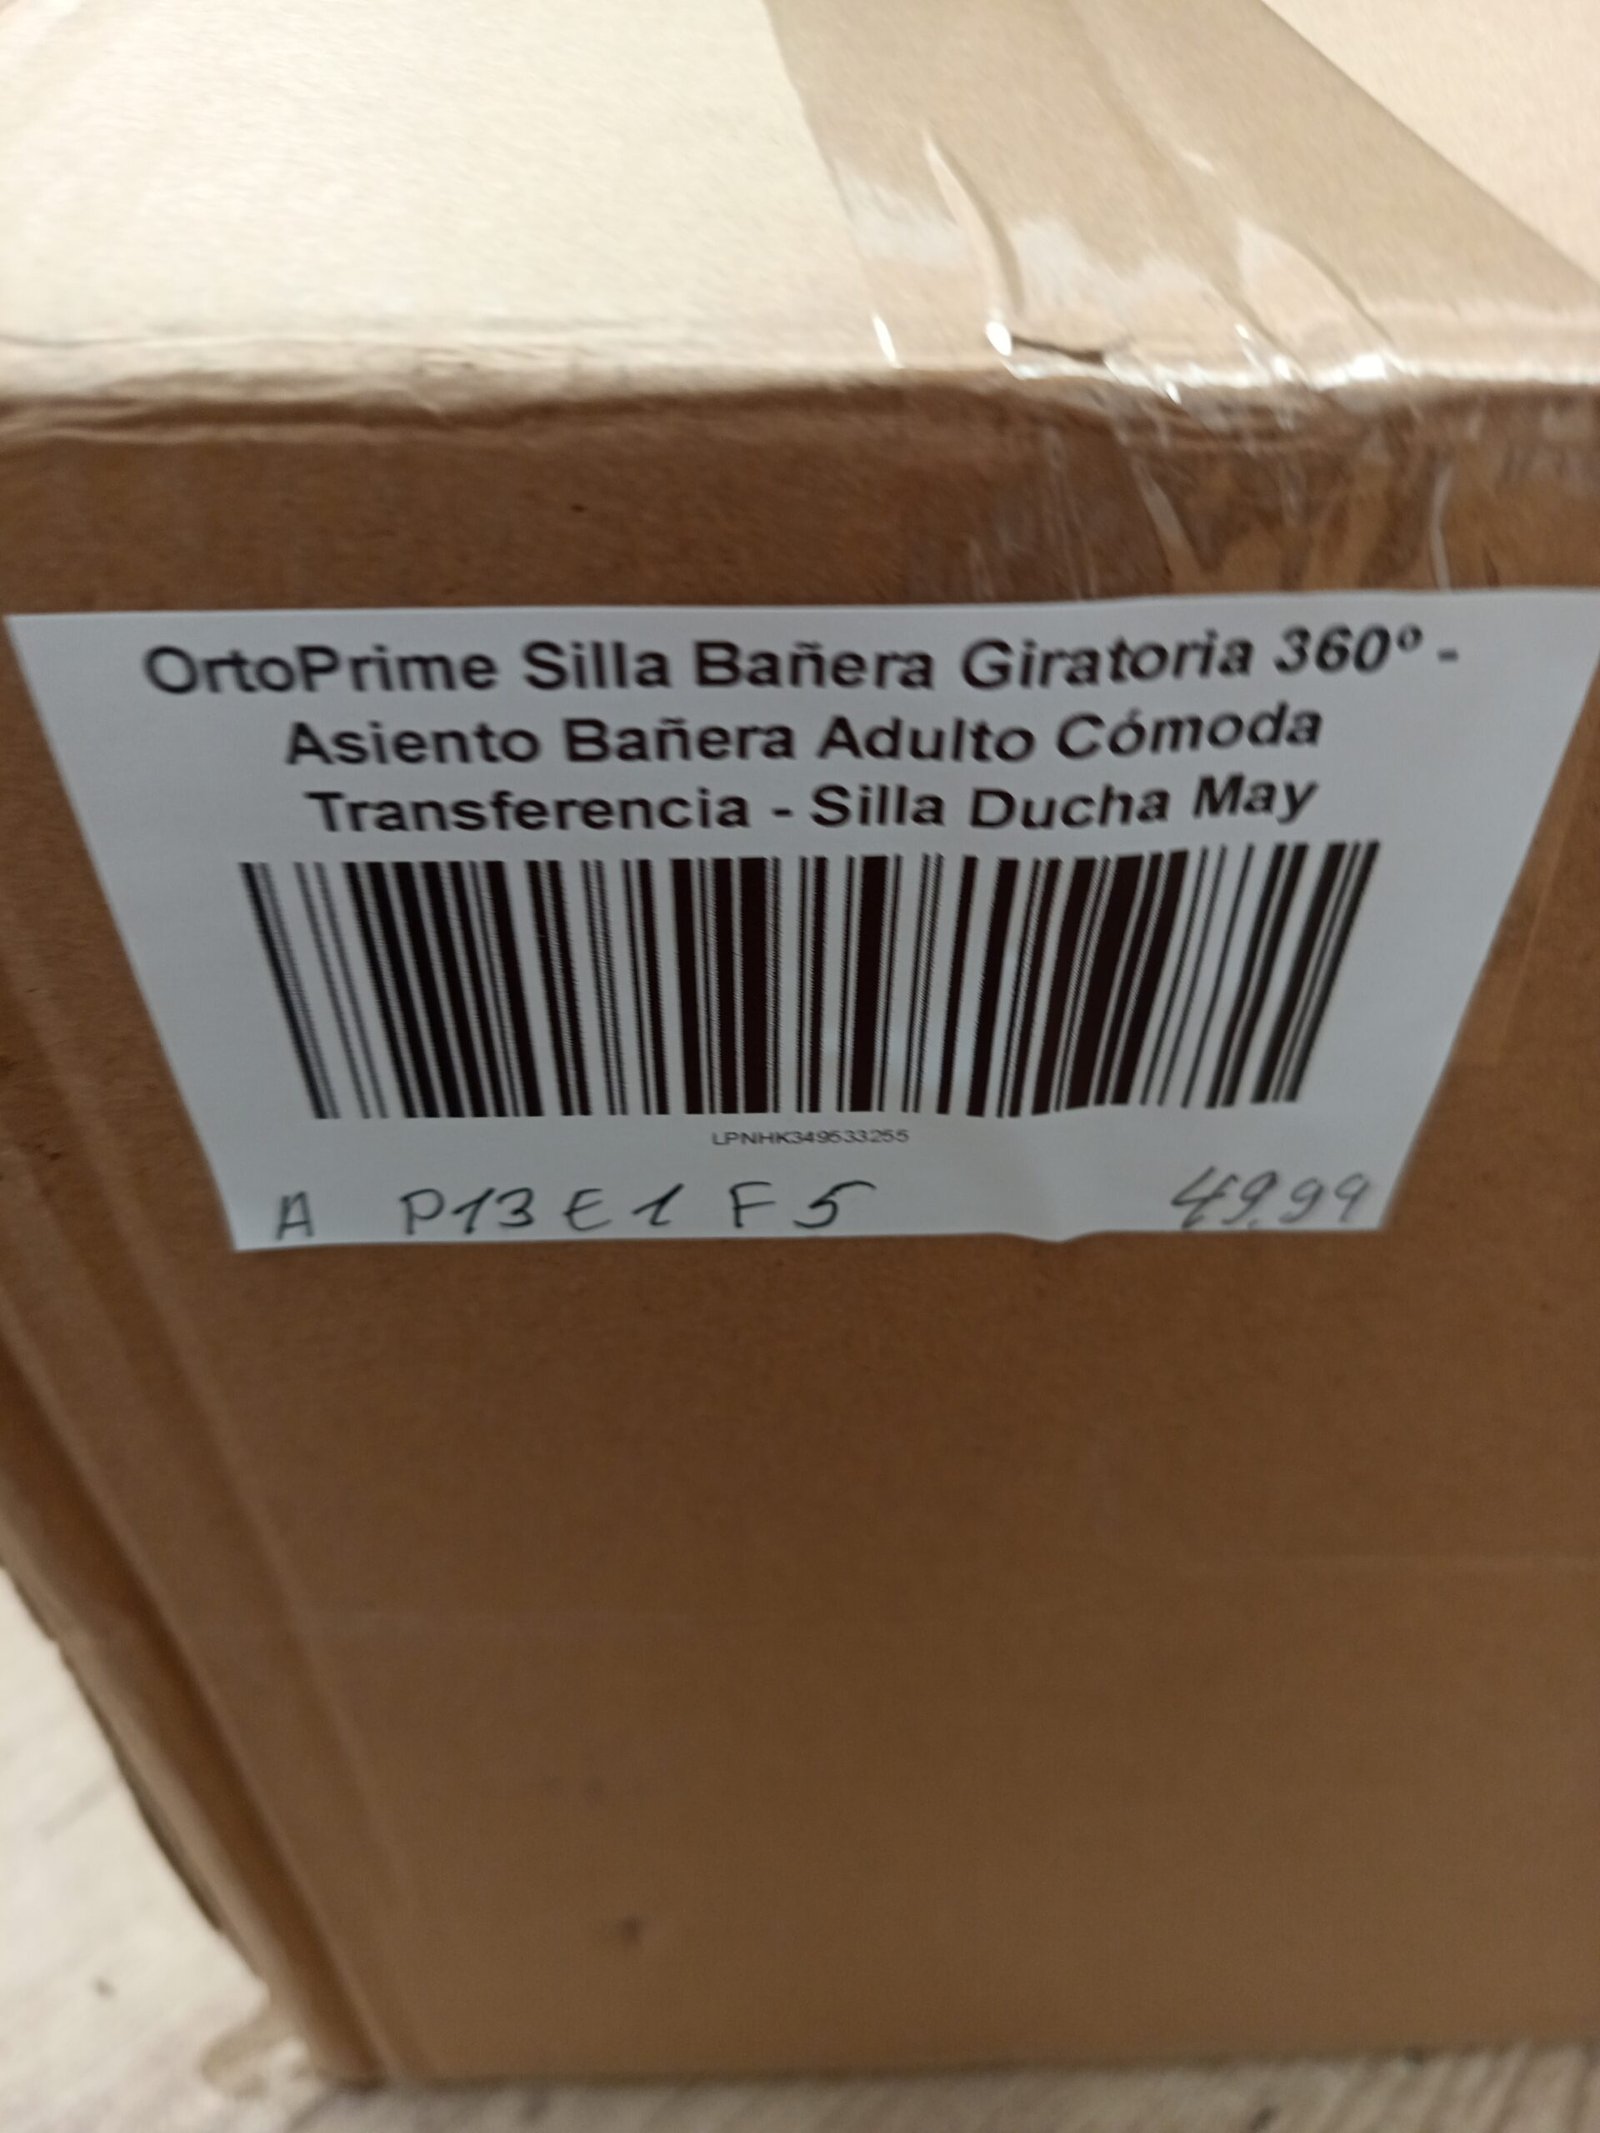 OrtoPrime Silla Bañera Giratoria 360º -
Asiento Bañera Adulto Cómoda
Transferencia - Silla Ducha May
LPNHK349533255
A P13 E1 F5 49.99